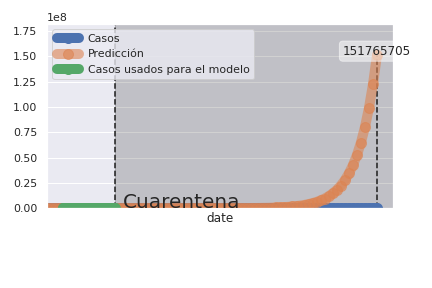 1e8
1.75
1.50
1.25
1.00
0.75
0.50
0.25
0.00
Casos
Predicción
Casos usados para el modelo
151765705
Cuarentena
date